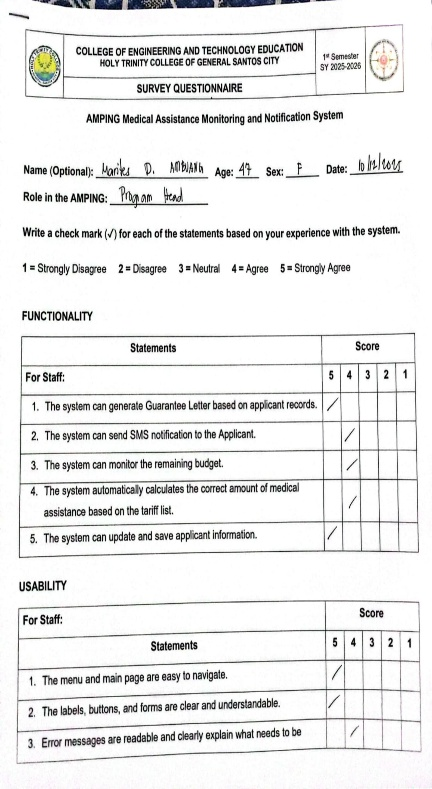 COLLEGE OF ENGINEERING AND TECHNOLOGY EDUCATION
HOLY TRINITY COLLEGE OF GENERAL SANTOS CITY
1st Semester
SY 2025-2026
SURVEY QUESTIONNAIRE
AMPING Medical Assistance Monitoring and Notification System
Name (Optional): Marites D. Age: 47 Sex: F Date: 10/12/2025
Role in the AMPING: Program Head
Write a check mark (✓) for each of the statements based on your experience with the system.
1 = Strongly Disagree 2 = Disagree 3 = Neutral 4 = Agree 5 = Strongly Agree
FUNCTIONALITY
Statements Score
For Staff: 5 4 3 2 1
1. The system can generate Guarantee Letter based on applicant records. /
2. The system can send SMS notification to the Applicant. /
3. The system can monitor the remaining budget. /
4. The system automatically calculates the correct amount of medical
assistance based on the tariff list. /
5. The system can update and save applicant information. /
USABILITY
For Staff: Score
Statements 5 4 3 2 1
1. The menu and main page are easy to navigate. /
2. The labels, buttons, and forms are clear and understandable. /
3. Error messages are readable and clearly explain what needs to be /